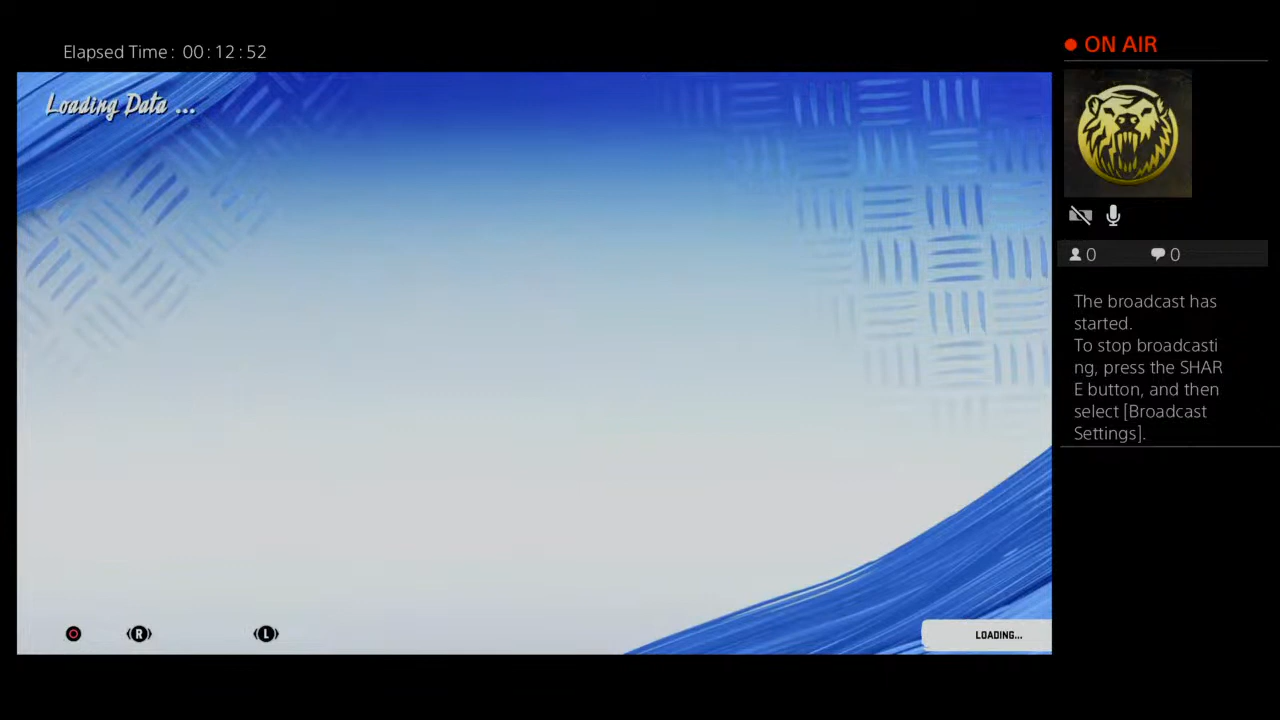 Elapsed Time: 00:12:52
ON AIR
Loading Data ...
0 0
The broadcast has
started.
To stop broadcasti
ng, press the SHAR
E button, and then
select [Broadcast
Settings].
R L
LOADING...